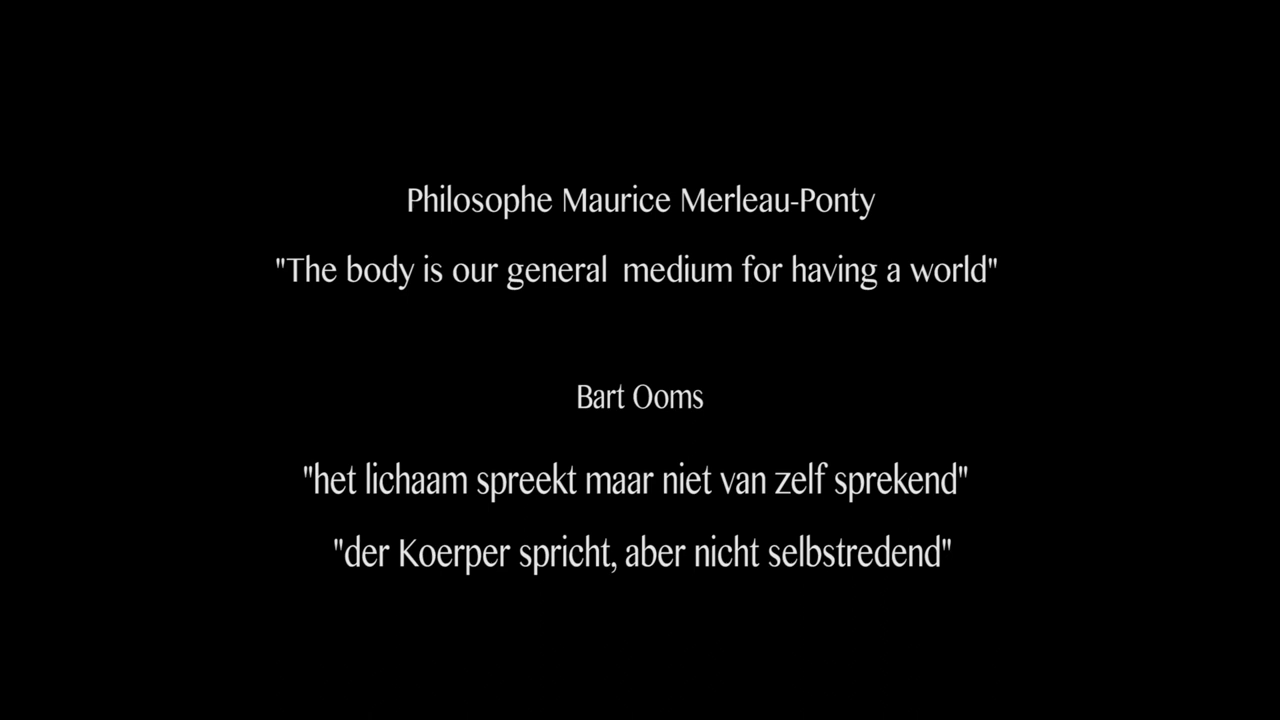 Philosophe Maurice Merleau-Ponty
"The body is our general  medium for having a world"
Bart Ooms
"het lichaam spreekt maar niet van zelf sprekend"
"der Koerper spricht, aber nicht selbstredend"